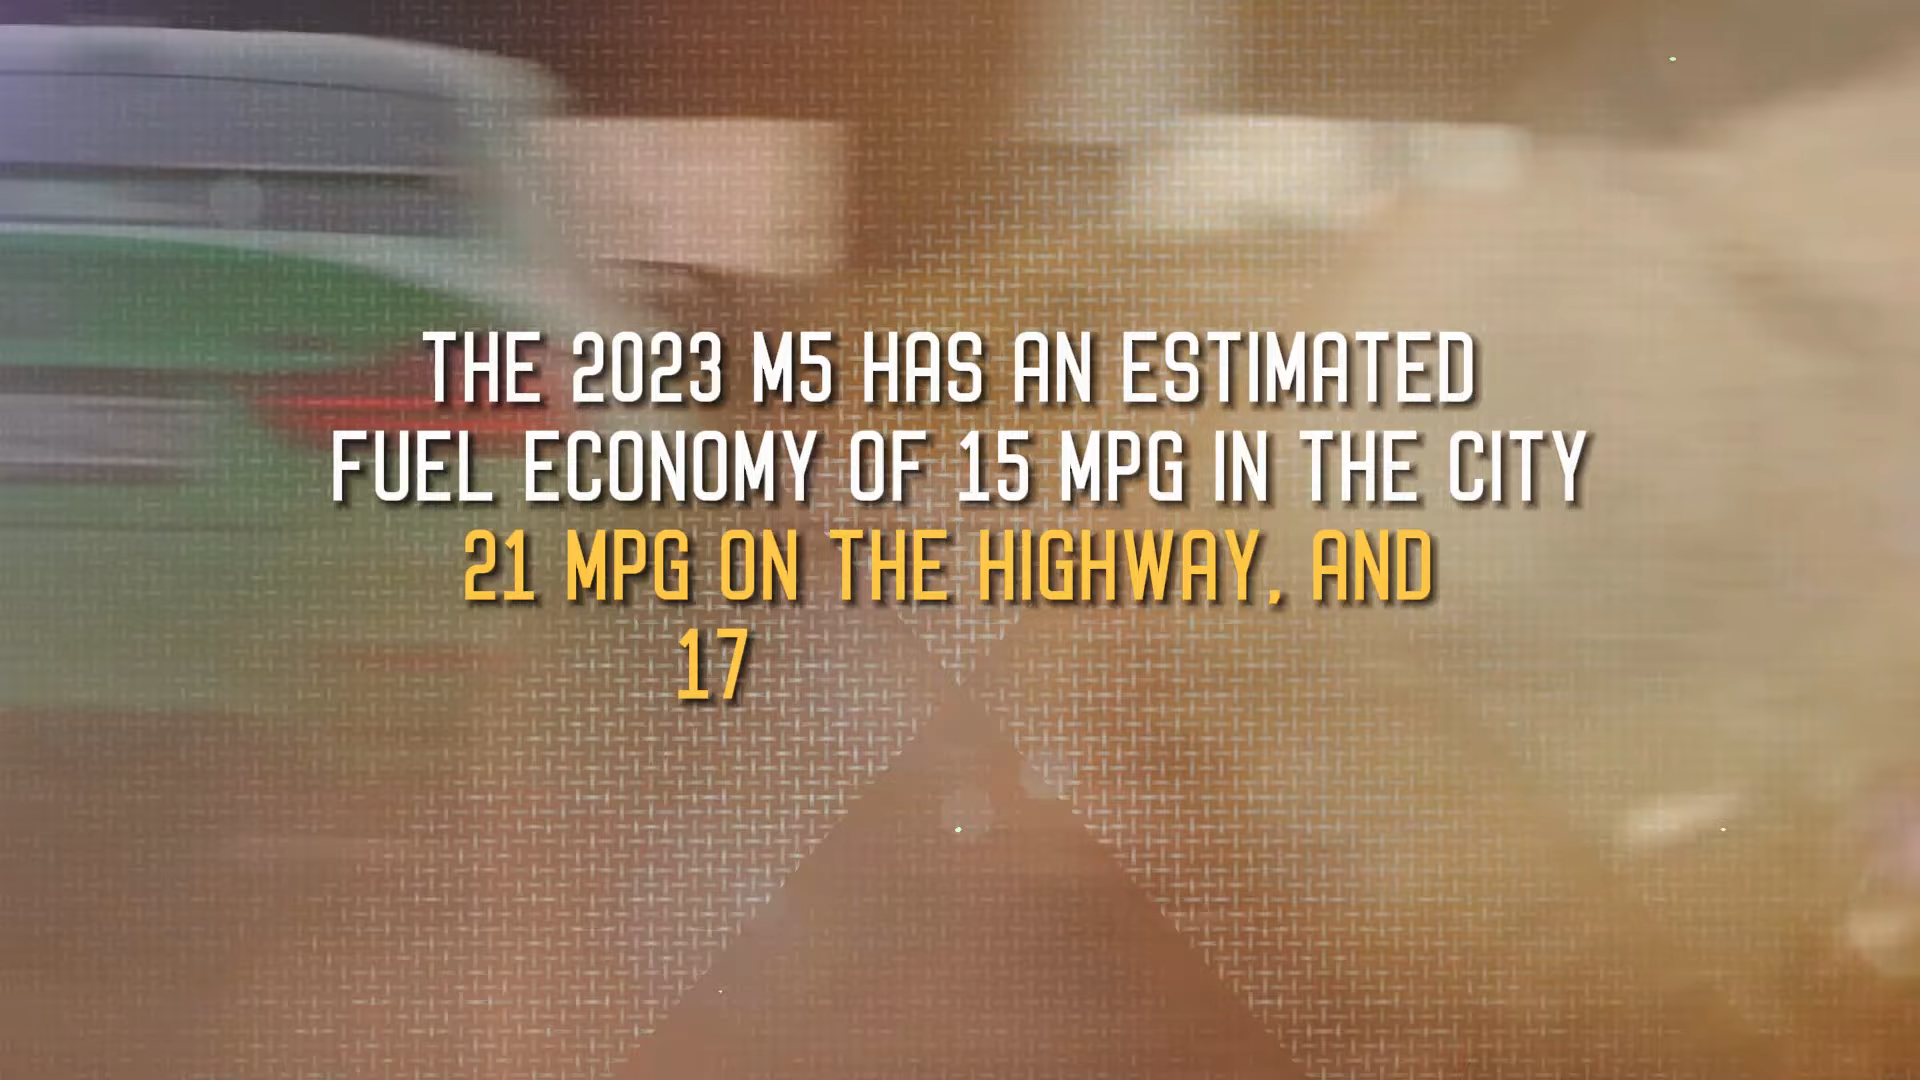 THE 2023 M5 HAS AN ESTIMATED
FUEL ECONOMY OF 15 MPG IN THE CITY
21 MPG ON THE HIGHWAY, AND
17